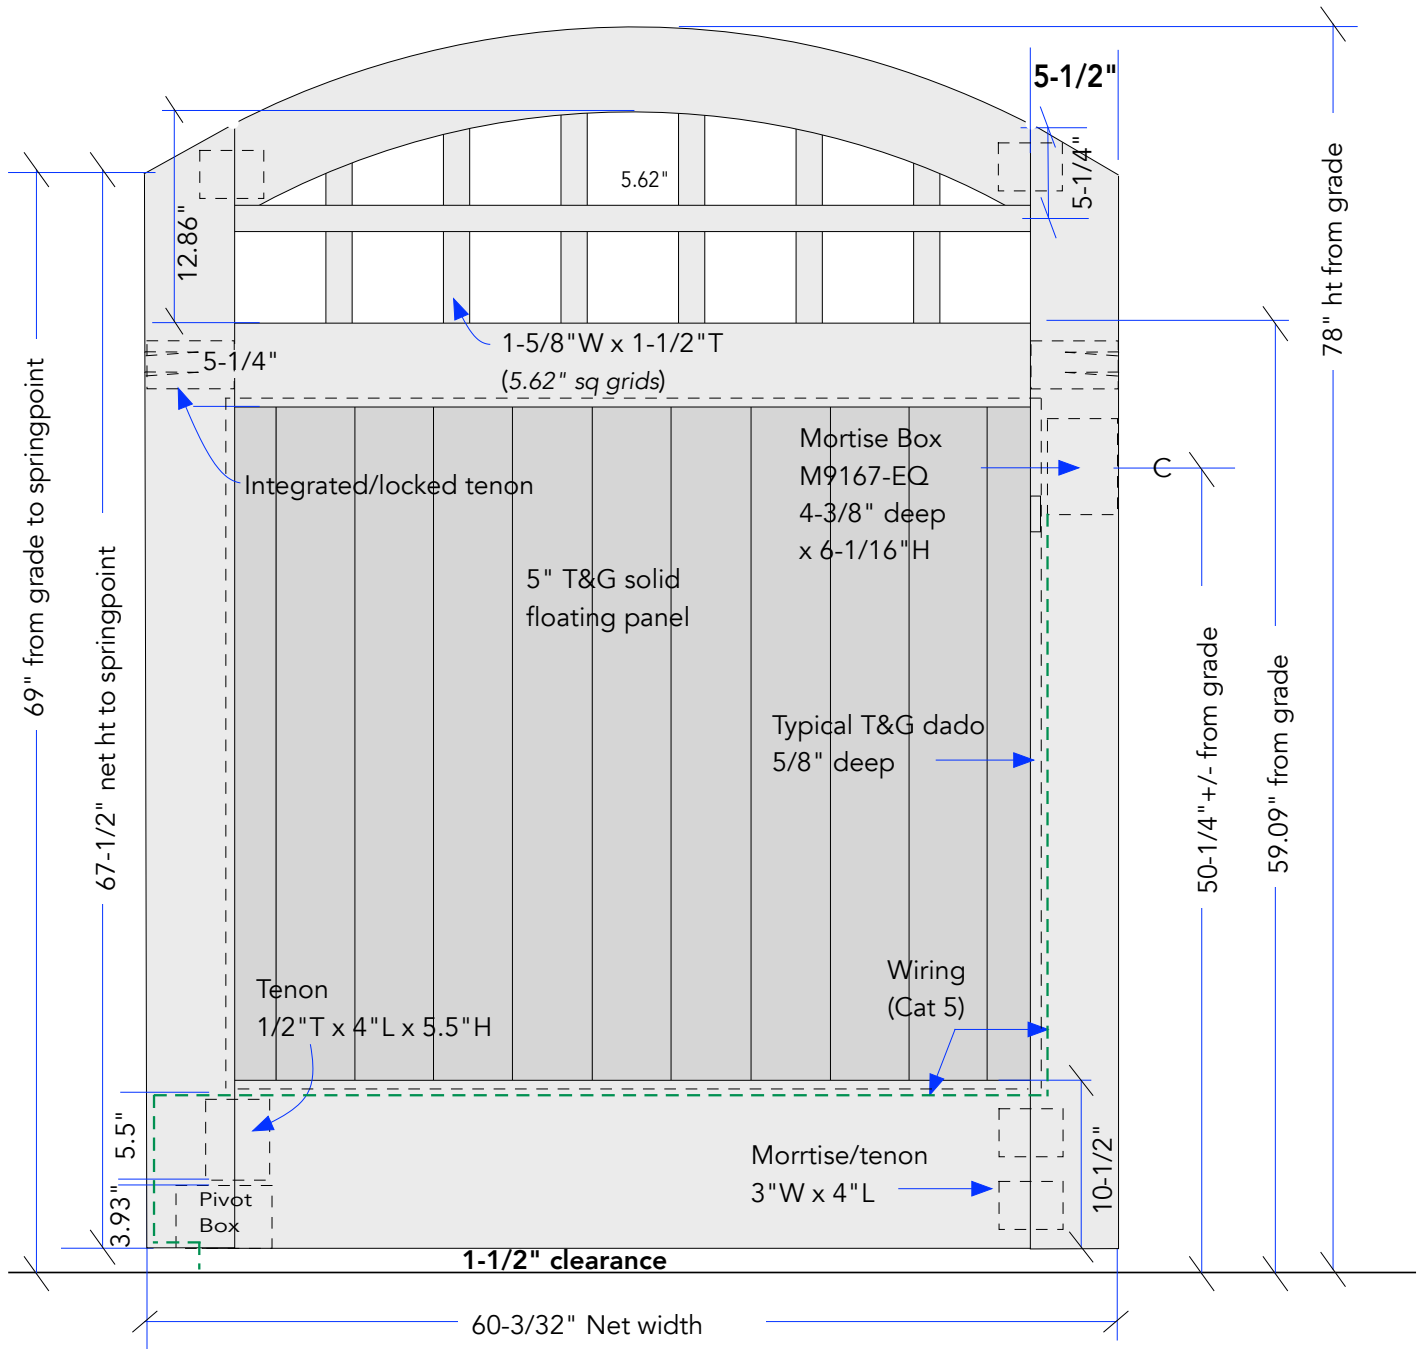 5-1/2"
5-1/4"
78" ht from grade
5.62"
12.86"
1-5/8"W x 1-1/2"T
(5.62" sq grids)
5-1/4"
69" from grade to springpoint
67-1/2" net ht to springpoint
Integrated/locked tenon
Mortise Box
M9167-EQ
4-3/8" deep
x 6-1/16"H
C
5" T&G solid
floating panel
50-1/4"+/- from grade
59.09" from grade
Typical T&G dado
5/8" deep
Wiring
(Cat 5)
Tenon
1/2"T x 4"L x 5.5"H
5.5"
3.93"
Pivot
Box
Morrtise/tenon
3"W x 4"L
10-1/2"
1-1/2" clearance
60-3/32" Net width